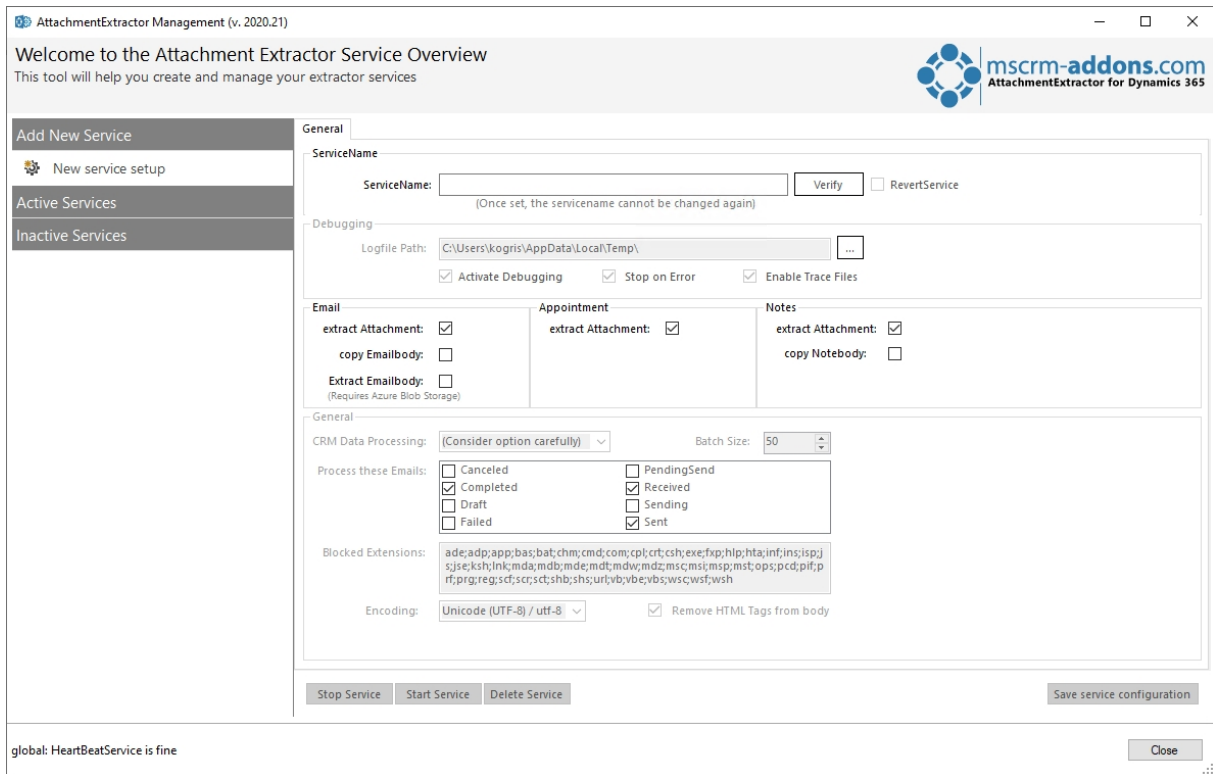 AttachmentExtractor Management (v. 2020.21)
Welcome to the Attachment Extractor Service Overview
This tool will help you create and manage your extractor services
mscrm-addons.com
AttachmentExtractor for Dynamics 365
Add New Service
New service setup
Active Services
Inactive Services
General
ServiceName
ServiceName:
Verify
RevertService
(Once set, the servicename cannot be changed again)
Debugging
Logfile Path: C:\Users\kogris\AppData\Local\Temp\ ...
Activate Debugging Stop on Error Enable Trace Files
Email Appointment Notes
extract Attachment: extract Attachment: extract Attachment:
copy Emailbody: copy Notebody:
Extract Emailbody:
(Requires Azure Blob Storage)
General
CRM Data Processing: (Consider option carefully) Batch Size: 50
Process these Emails: Canceled PendingSend
Completed Received
Draft Sending
Failed Sent
Blocked Extensions: ade;adp;app;bas;bat;chm;cmd;com;cpl;crt;csh;exe;fxp;hlp;hta;inf;ins;isp;j
s;jse;ksh;lnk;mda;mdb;mde;mdt;mdw;mdz;msc;msi;msp;mst;ops;pcd;pif;p
rf;prg;reg;scf;scr;sct;shb;shs;url;vb;vbe;vbs;wsc;wsf;wsh
Encoding: Unicode (UTF-8) / utf-8 Remove HTML Tags from body
Stop Service Start Service Delete Service Save service configuration
global: HeartBeatService is fine Close